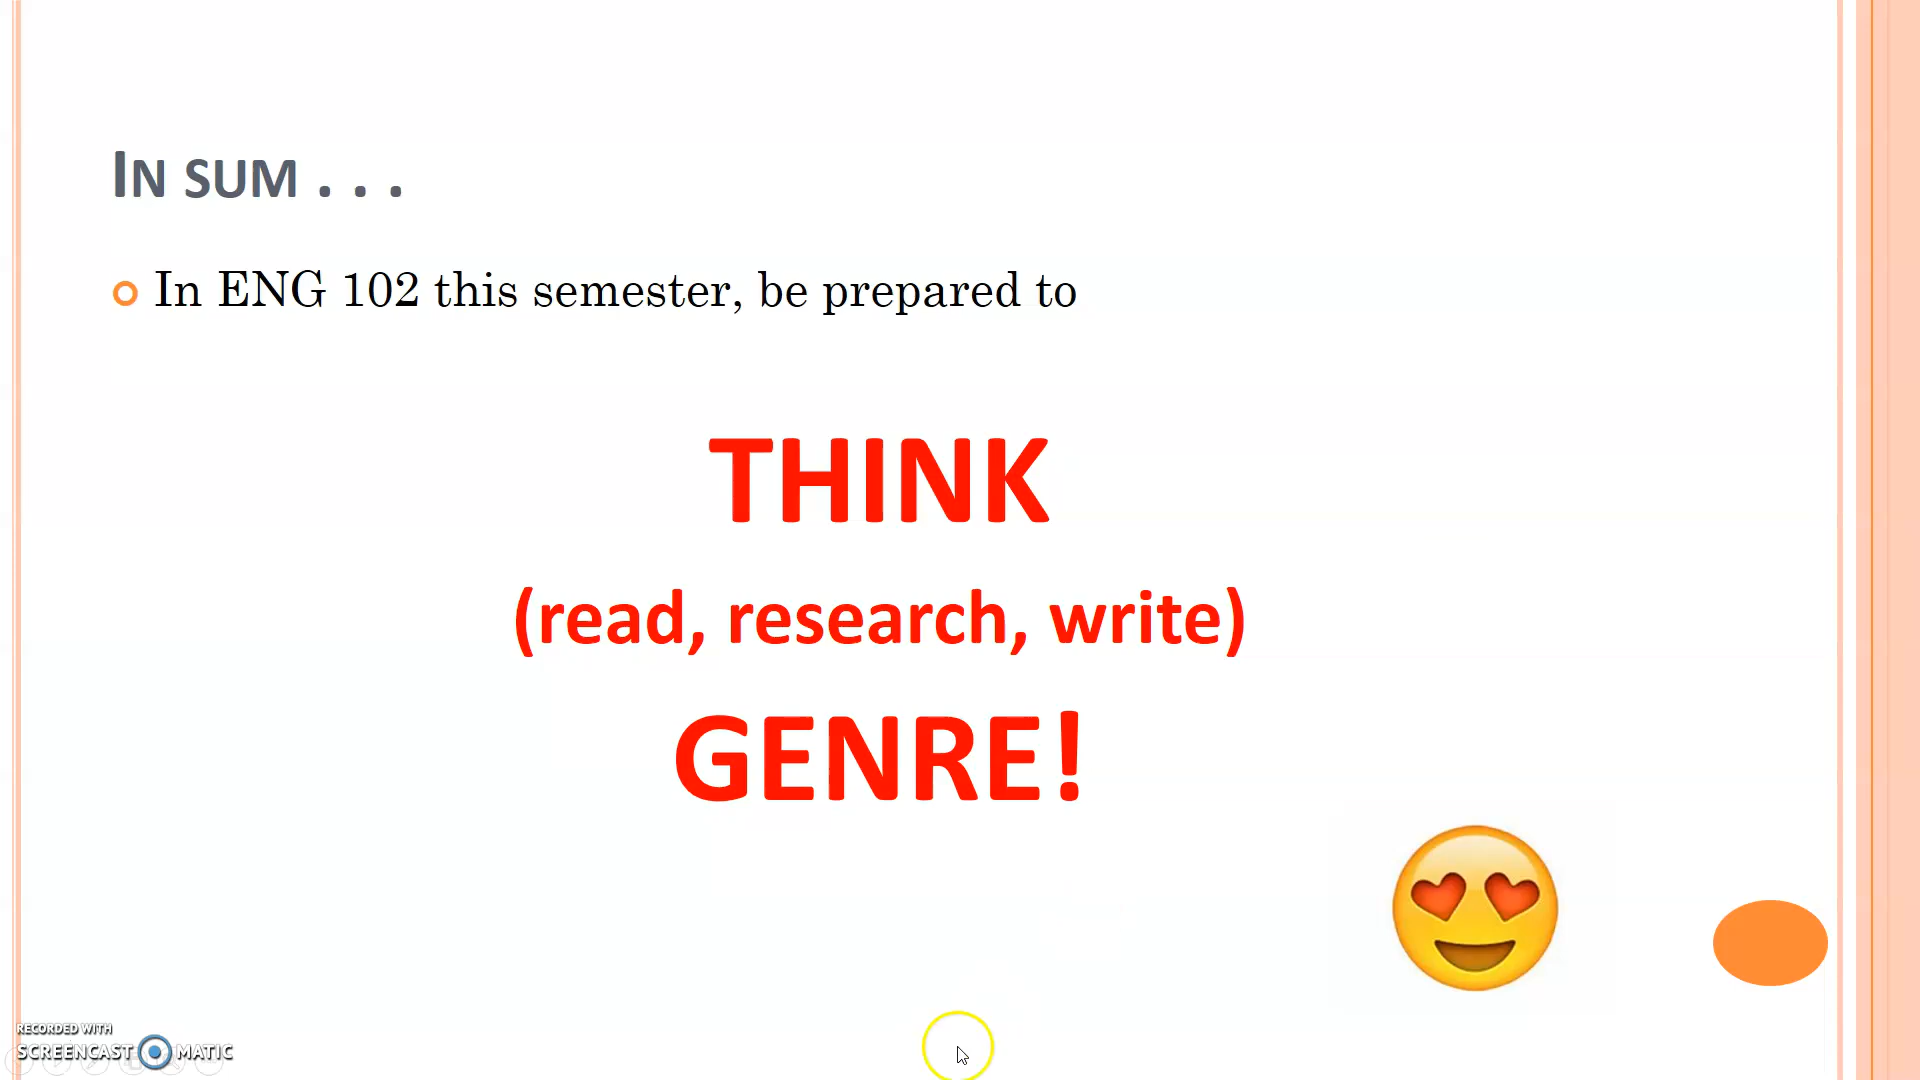 IN SUM . . .
In ENG 102 this semester, be prepared to
THINK
(read, research, write)
GENRE!
RECORDED WITH
SCREENCAST MATIC